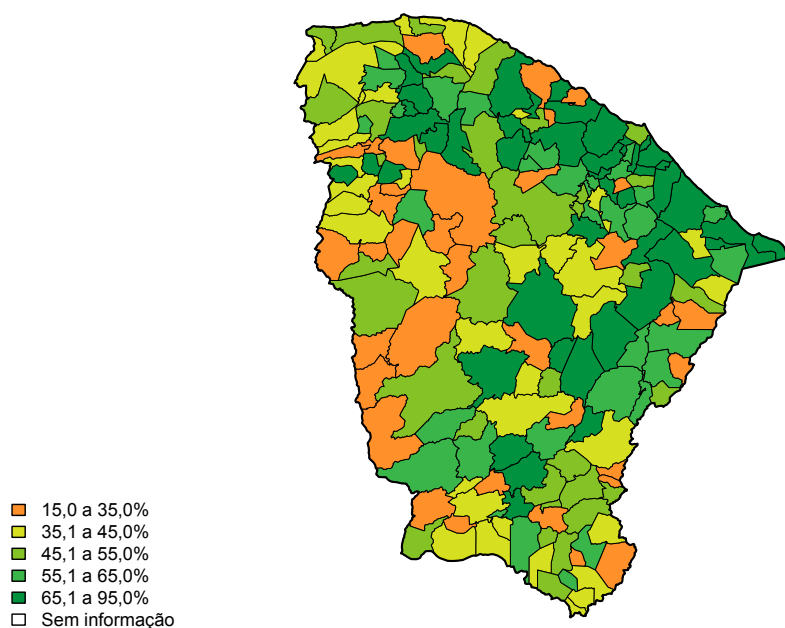 15,0 a 35,0%
35,1 a 45,0%
45,1 a 55,0%
55,1 a 65,0%
65,1 a 95,0%
Sem informação